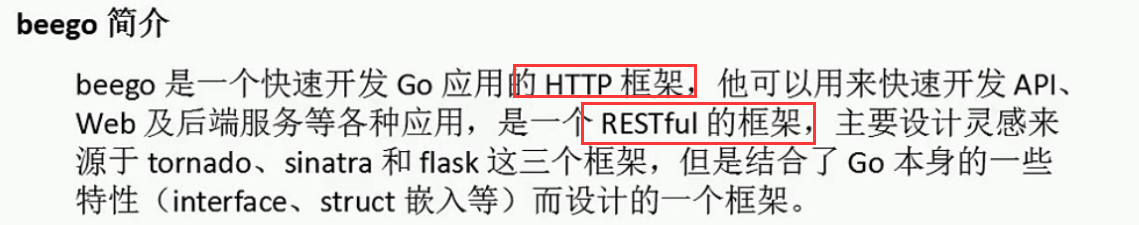 beego 简介
beego 是一个快速开发 Go 应用的 HTTP 框架，他可以用来快速开发 API、
Web 及后端服务等各种应用，是一个 RESTful 的框架，主要设计灵感来
源于 tornado、sinatra 和 flask 这三个框架，但是结合了 Go 本身的一些
特性（interface、struct 嵌入等）而设计的一个框架。